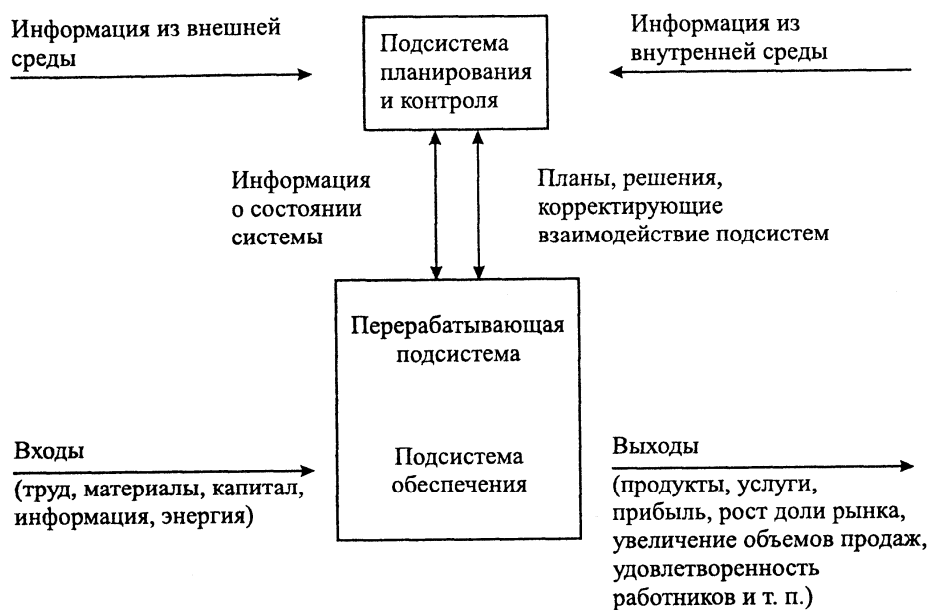 Информация из внешней
среды
Подсистема
планирования
и контроля
Информация из
внутренней среды
Информация
о состоянии
системы
Планы, решения,
корректирующие
взаимодействие подсистем
Перерабатывающая
подсистема
Подсистема
обеспечения
Входы
(труд, материалы, капитал,
информация, энергия)
Выходы
(продукты, услуги,
прибыль, рост доли рынка,
увеличение объемов продаж,
удовлетворенность
работников и т. п.)